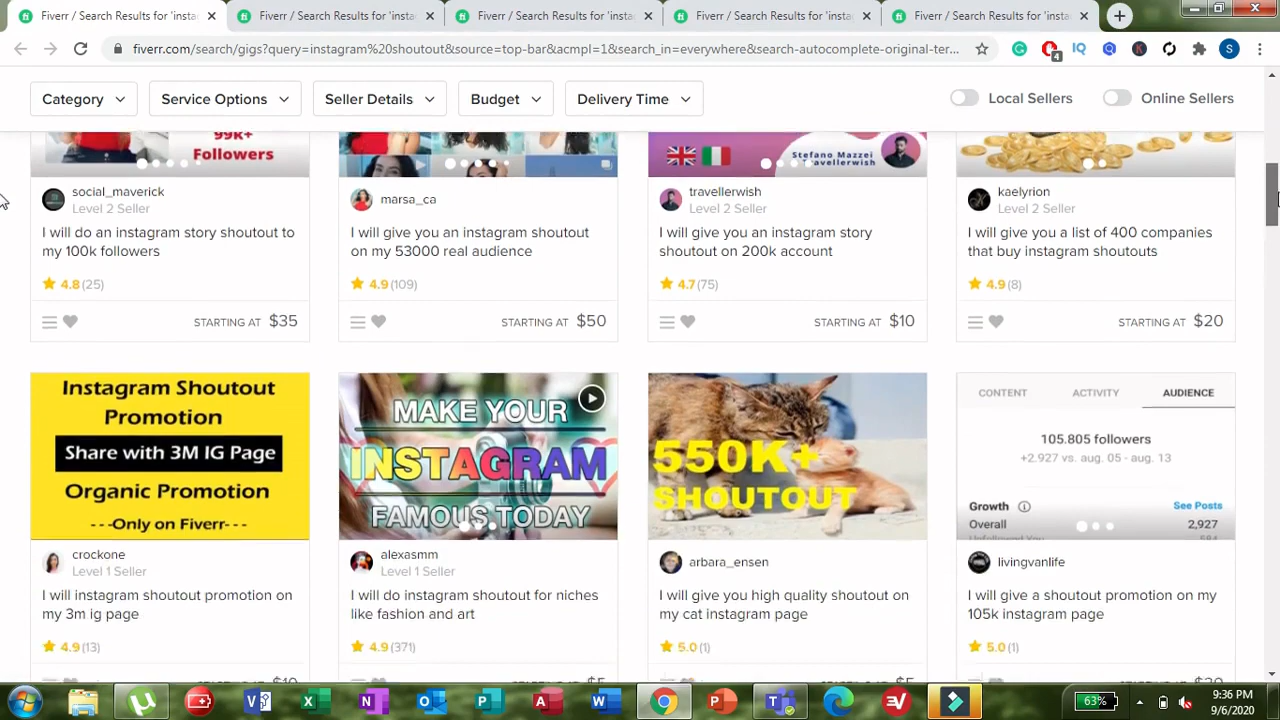 Fiverr / Search Results for 'insta
Fiverr / Search Results for 'insta
Fiverr / Search Results for 'insta
Fiverr / Search Results for 'insta
Fiverr / Search Results for 'insta
fiverr.com/search/gigs?query=instagram%20shoutout&source=top-bar&acmpl=1&search_in=everywhere&search-autocomplete-original-ter...
4
IQ
K
S
Category
Service Options
Seller Details
Budget
Delivery Time
Local Sellers
Online Sellers
99K+
Followers
Stefano Mazzei
Travellerwish
social_maverick
Level 2 Seller
I will do an instagram story shoutout to
my 100k followers
4.8 (25)
STARTING AT $35
marsa_ca
I will give you an instagram shoutout
on my 53000 real audience
4.9 (109)
STARTING AT $50
travellerwish
Level 2 Seller
I will give you an instagram story
shoutout on 200k account
4.7 (75)
STARTING AT $10
kaelyrion
Level 2 Seller
I will give you a list of 400 companies
that buy instagram shoutouts
4.9 (8)
STARTING AT $20
Instagram Shoutout
Promotion
Share with 3M IG Page
Organic Promotion
---Only on Fiverr---
crockone
Level 1 Seller
I will instagram shoutout promotion on
my 3m ig page
4.9 (13)
MAKE YOUR
INSTAGRAM
FAMOUS TODAY
alexasmm
Level 1 Seller
I will do instagram shoutout for niches
like fashion and art
4.9 (371)
550K+
SHOUTOUT
arbara_ensen
I will give you high quality shoutout on
my cat instagram page
5.0 (1)
CONTENT ACTIVITY AUDIENCE
105.805 followers
+2.927 vs. aug. 05 - aug. 13
Growth
See Posts
Overall 2,927
livingvanlife
I will give a shoutout promotion on my
105k instagram page
5.0 (1)
63%
9:36 PM
9/6/2020